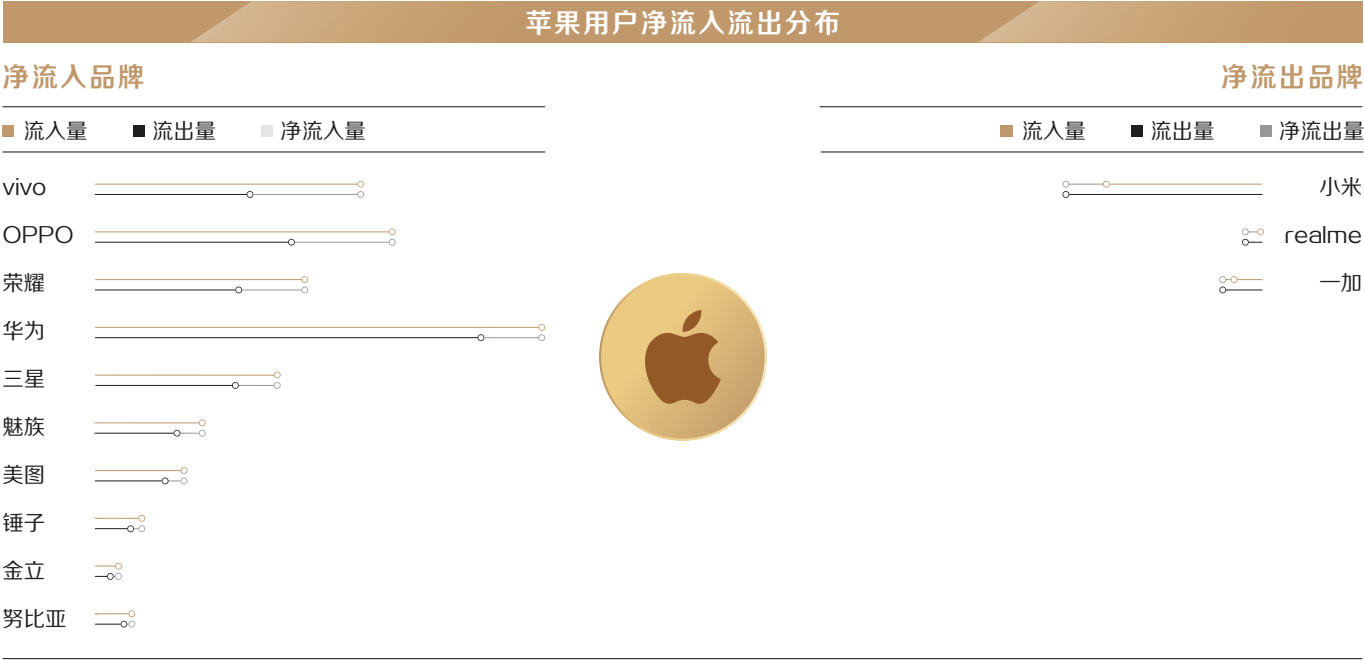 苹果用户净流入流出分布
净流入品牌
流入量 流出量 净流入量
vivo
OPPO
荣耀
华为
三星
魅族
美图
锤子
金立
努比亚
净流出品牌
流入量 流出量 净流出量
小米
realme
一加